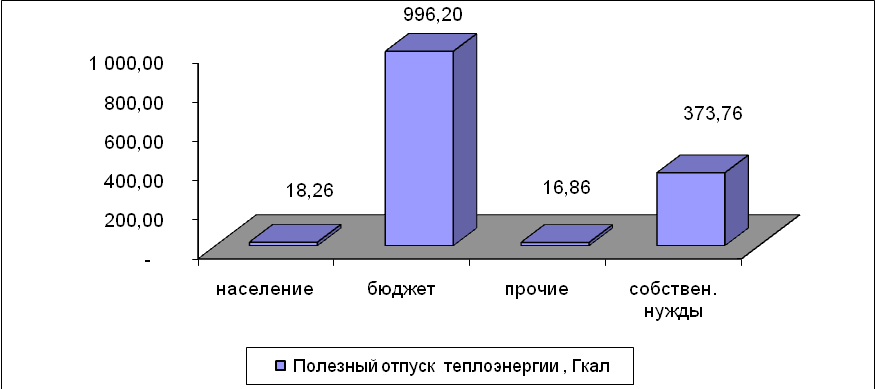 996,20
1 000,00
800,00
600,00
400,00
200,00
-
373,76
18,26
16,86
население
бюджет
прочие
собствен.
нужды
Полезный отпуск теплоэнергии , Гкал